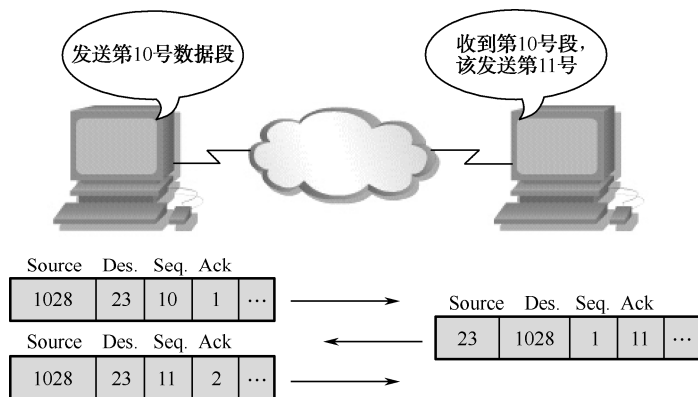 发送第10号数据段
收到第10号段，
该发送第11号
Source Des. Seq. Ack
1028 23 10 1 …
Source Des. Seq. Ack
23 1028 1 11 …
Source Des. Seq. Ack
1028 23 11 2 …